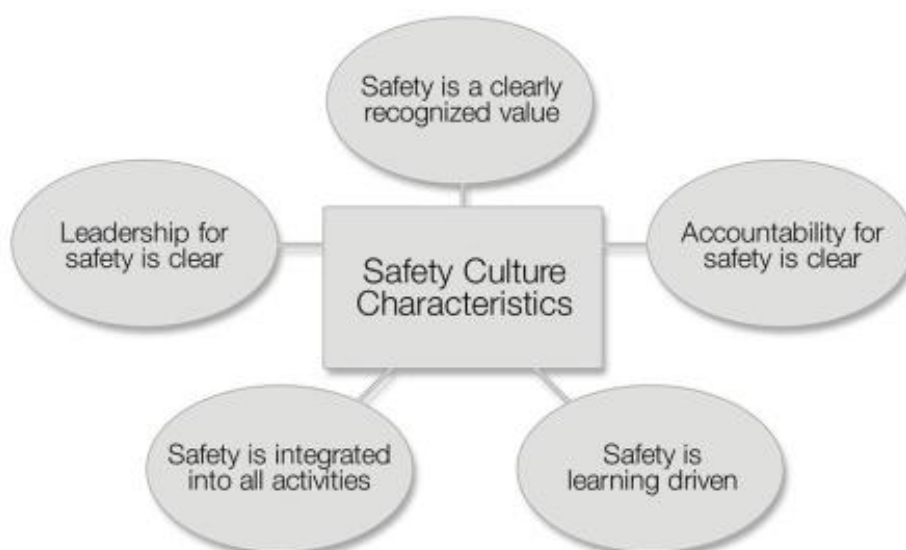 Safety is a clearly
recognized value
Leadership for
safety is clear
Accountability for
safety is clear
Safety Culture
Characteristics
Safety is integrated
into all activities
Safety is
learning driven